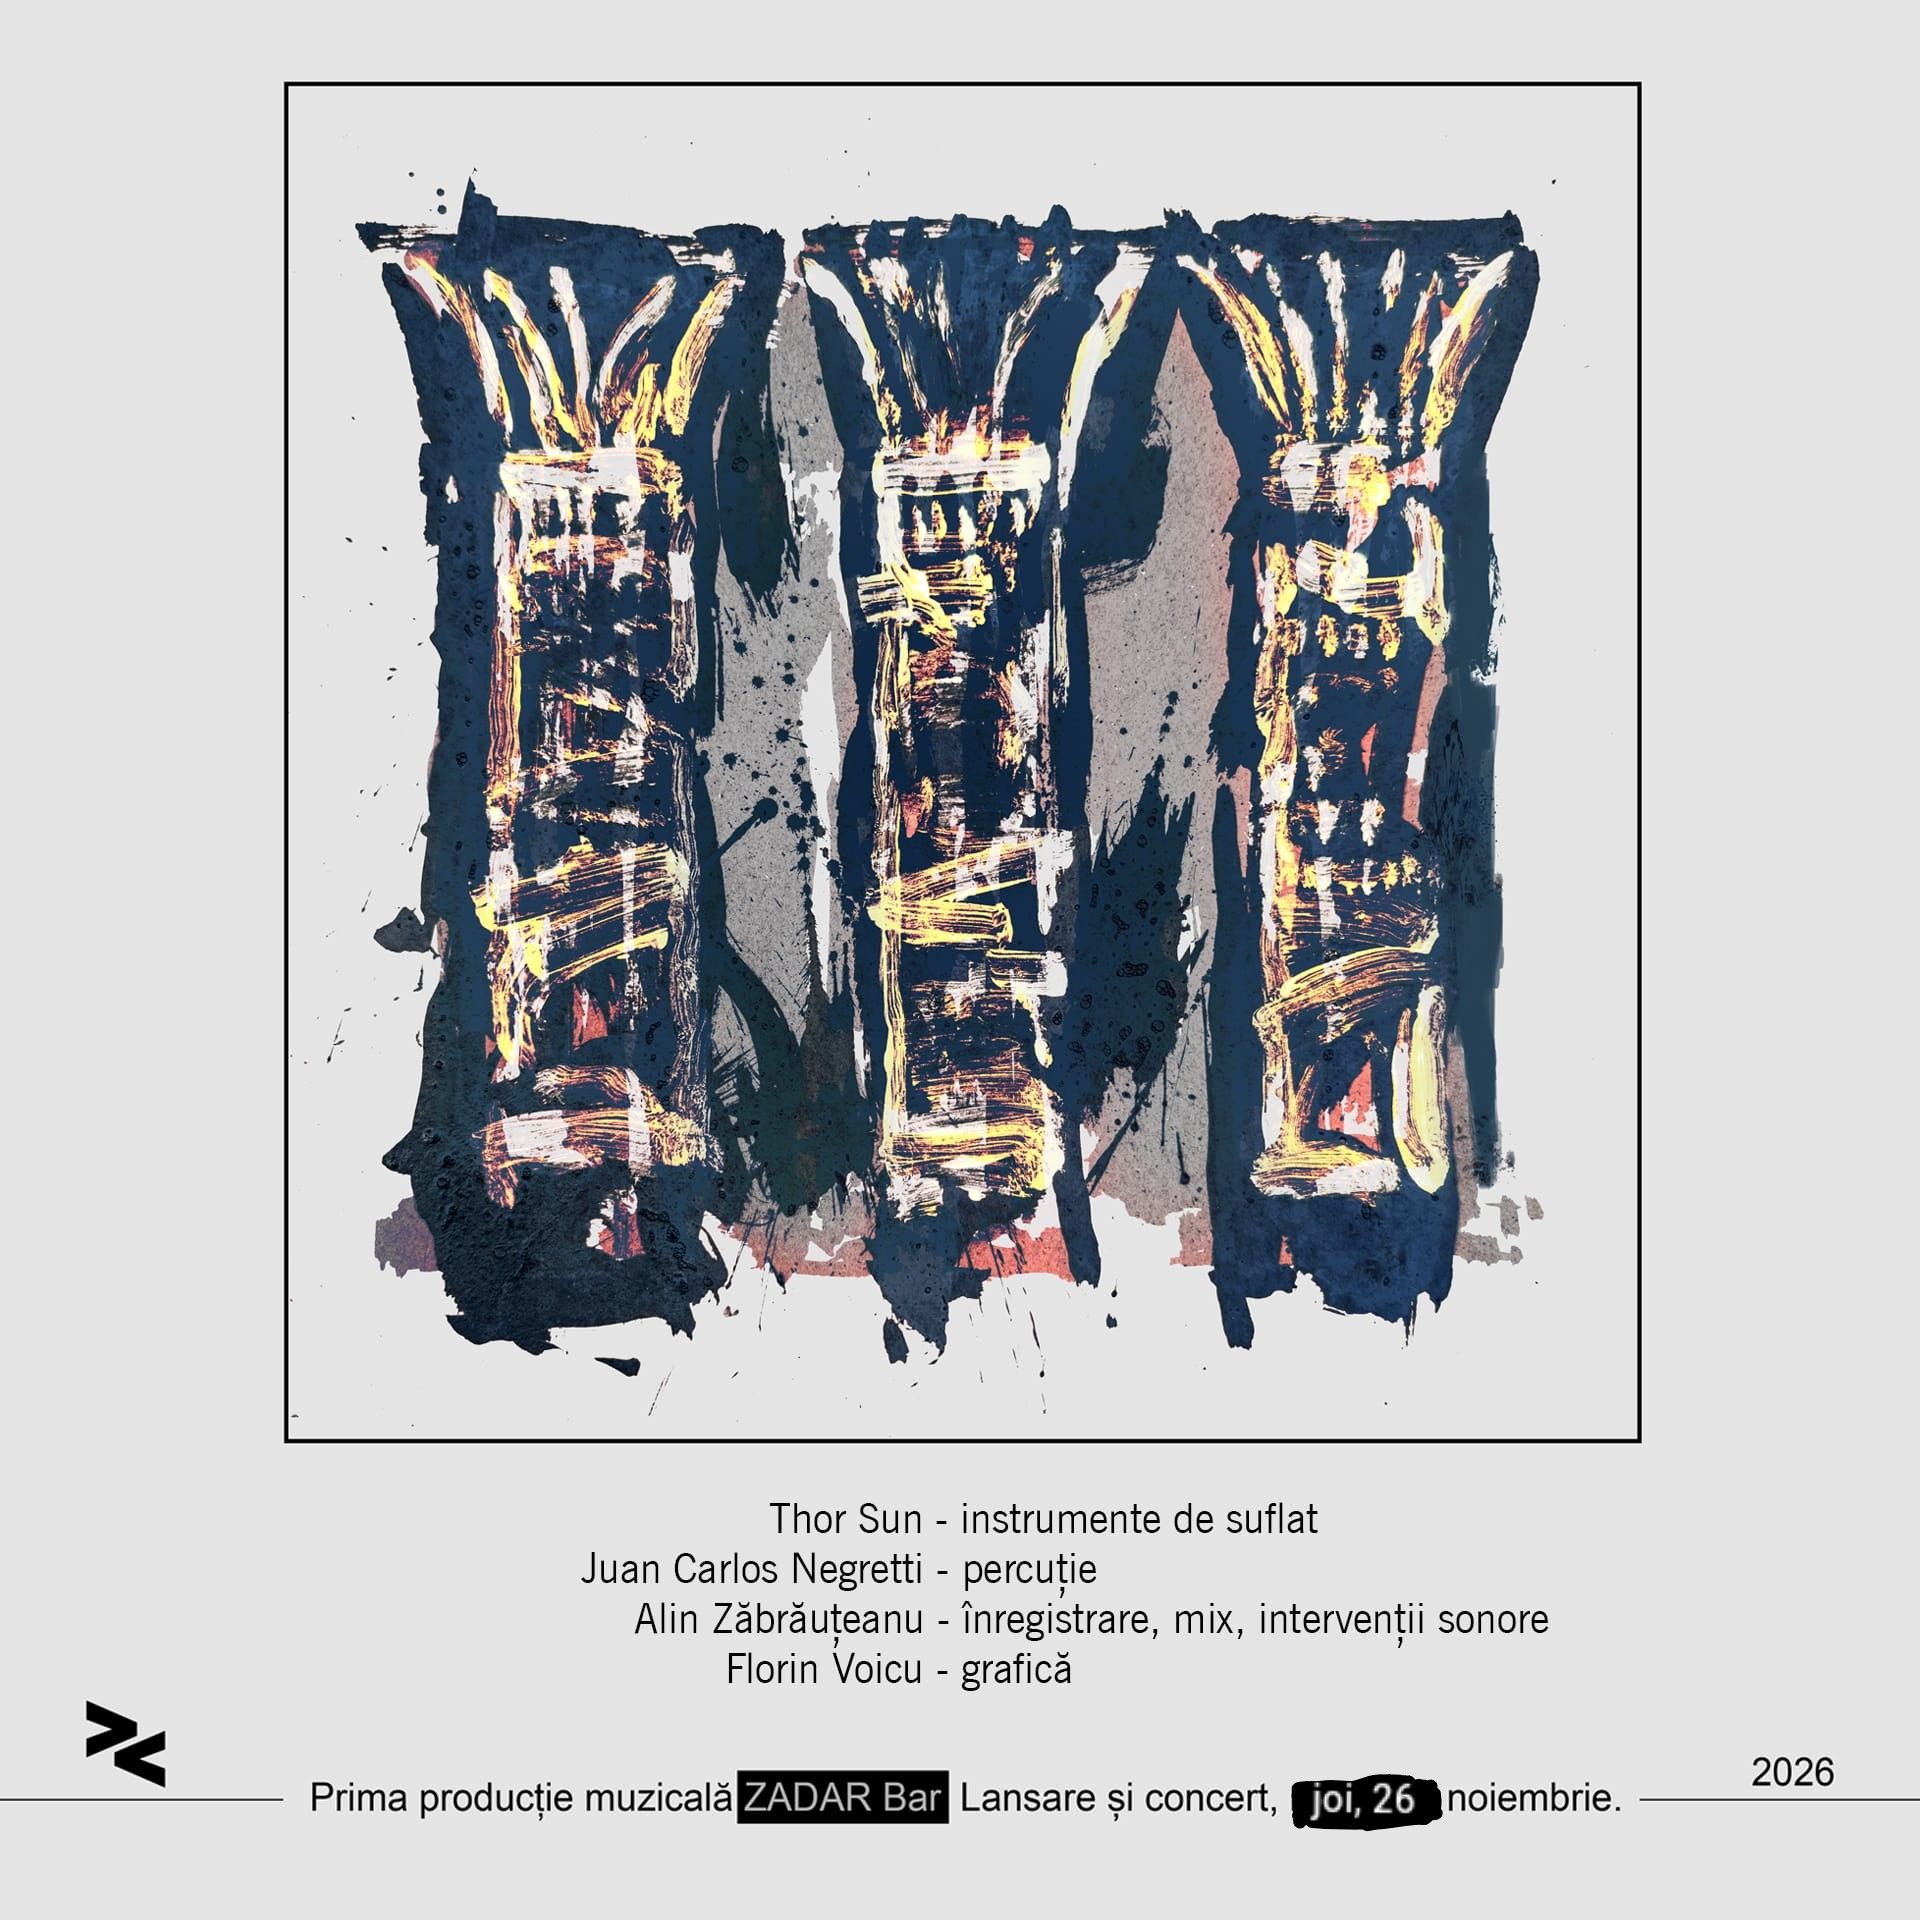 Thor Sun - instrumente de suflat
Juan Carlos Negretti - percuție
Alin Zăbrăuțeanu - înregistrare, mix, intervenții sonore
Florin Voicu - grafică
2026
Prima producție muzicală ZADAR Bar Lansare și concert, joi, 26 noiembrie.